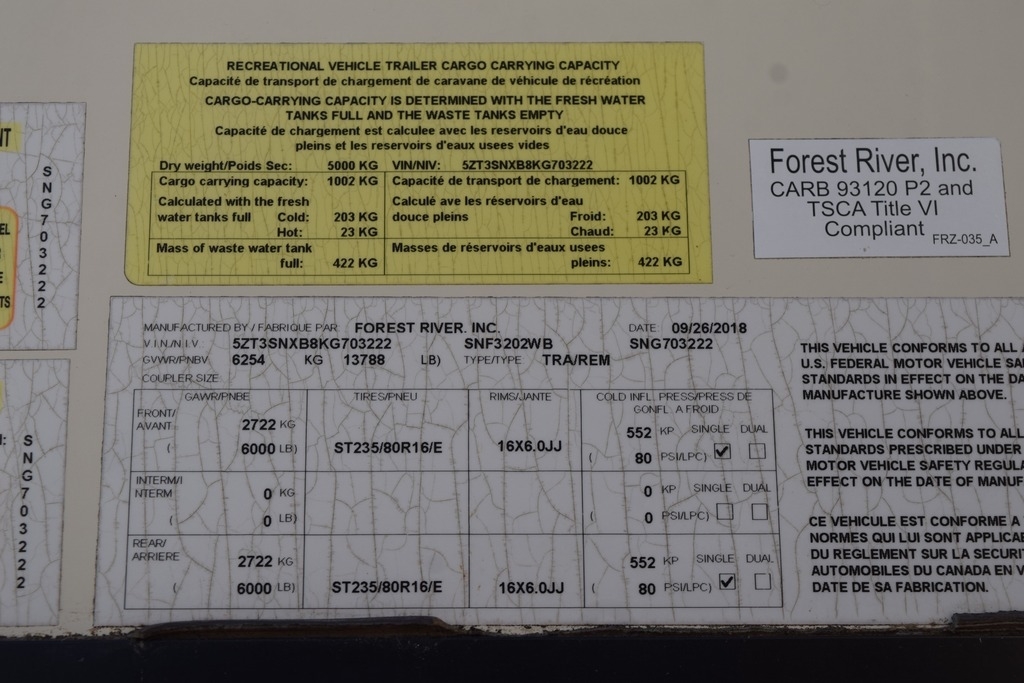 RECREATIONAL VEHICLE TRAILER CARGO CARRYING CAPACITY
Capacité de transport de chargement de caravane de véhicule de récréation
CARGO-CARRYING CAPACITY IS DETERMINED WITH THE FRESH WATER
TANKS FULL AND THE WASTE TANKS EMPTY
Capacité de chargement est calculee avec les reservoirs d'eau douce
pleins et les reservoirs d'eaux usees vides
Dry weight/Poids Sec: 5000 KG VIN/NIV: 5ZT3SNXB8KG703222
Cargo carrying capacity: 1002 KG Capacité de transport de chargement: 1002 KG
Calculated with the fresh Calculé ave les réservoirs d'eau
water tanks full Cold: 203 KG douce pleins Froid: 203 KG
Hot: 23 KG Chaud: 23 KG
Mass of waste water tank Masses de réservoirs d'eaux usees
full: 422 KG pleins: 422 KG
Forest River, Inc.
CARB 93120 P2 and
TSCA Title VI
Compliant FRZ-035_A
NT
EL
E
TS
SNG703222
:
SNG703222
MANUFACTURED BY / FABRIQUE PAR FOREST RIVER. INC. DATE 09/26/2018
V.I.N./N.I.V 5ZT3SNXB8KG703222 SNF3202WB SNG703222
GVWR/PNBV 6254 KG 13788 LB) TYPE/TYPE TRA/REM
COUPLER SIZE
GAWR/PNBE TIRES/PNEU RIMS/JANTE COLD INFL. PRESS/PRESS DE
GONFL. A FROID
FRONT/
AVANT 2722 KG 552 KP SINGLE DUAL
( 6000 LB) ST235/80R16/E 16X6.0JJ ( 80 PSI/LPC)
INTERM/I
NTERM 0 KG 0 KP SINGLE DUAL
( 0 LB) ( 0 PSI/LPC)
REAR/
ARRIERE 2722 KG 552 KP SINGLE DUAL
( 6000 LB) ST235/80R16/E 16X6.0JJ ( 80 PSI/LPC)
THIS VEHICLE CONFORMS TO ALL
U.S. FEDERAL MOTOR VEHICLE SA
STANDARDS IN EFFECT ON THE DA
MANUFACTURE SHOWN ABOVE.
THIS VEHICLE CONFORMS TO ALL
STANDARDS PRESCRIBED UNDER
MOTOR VEHICLE SAFETY REGULA
EFFECT ON THE DATE OF MANUF
CE VEHICULE EST CONFORME A
NORMES QUI LUI SONT APPLICAB
DU REGLEMENT SUR LA SECURIT
AUTOMOBILES DU CANADA EN V
DATE DE SA FABRICATION.